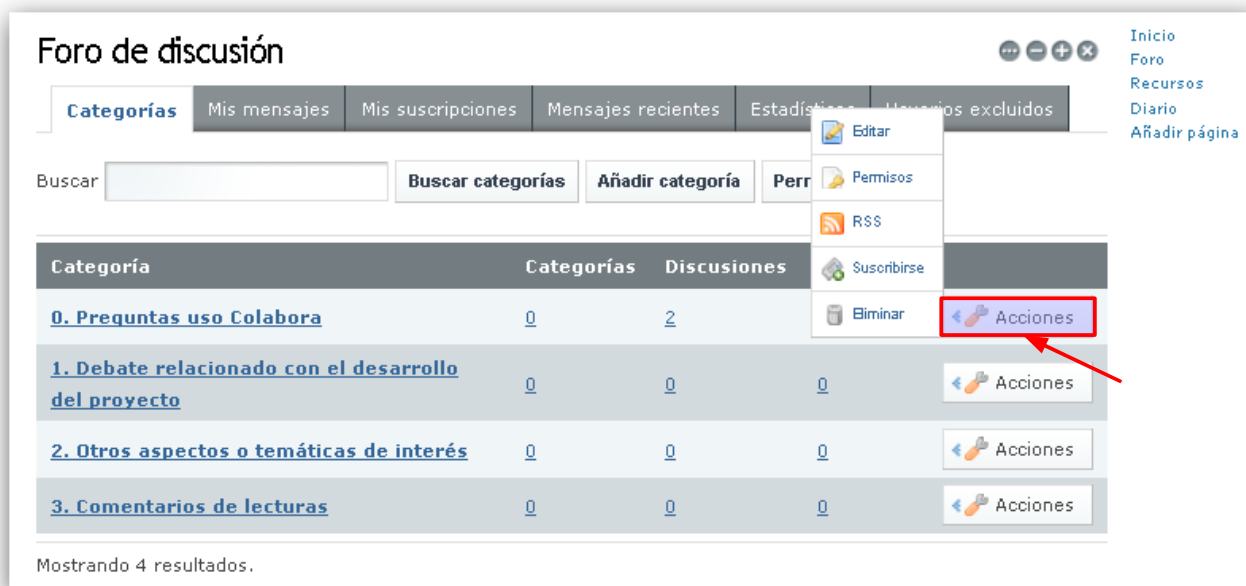 Foro de discusión
Inicio
Foro
Recursos
Diario
Añadir página
Categorías Mis mensajes Mis suscripciones Mensajes recientes Estadísticas Usuarios excluidos
Buscar Buscar categorías Añadir categoría
Editar
Permisos
RSS
Suscribirse
Eliminar
Categoría Categorías Discusiones
0. Preguntas uso Colabora 0 2 Acciones
1. Debate relacionado con el desarrollo
del proyecto 0 0 0 Acciones
2. Otros aspectos o temáticas de interés 0 0 0 Acciones
3. Comentarios de lecturas 0 0 0 Acciones
Mostrando 4 resultados.